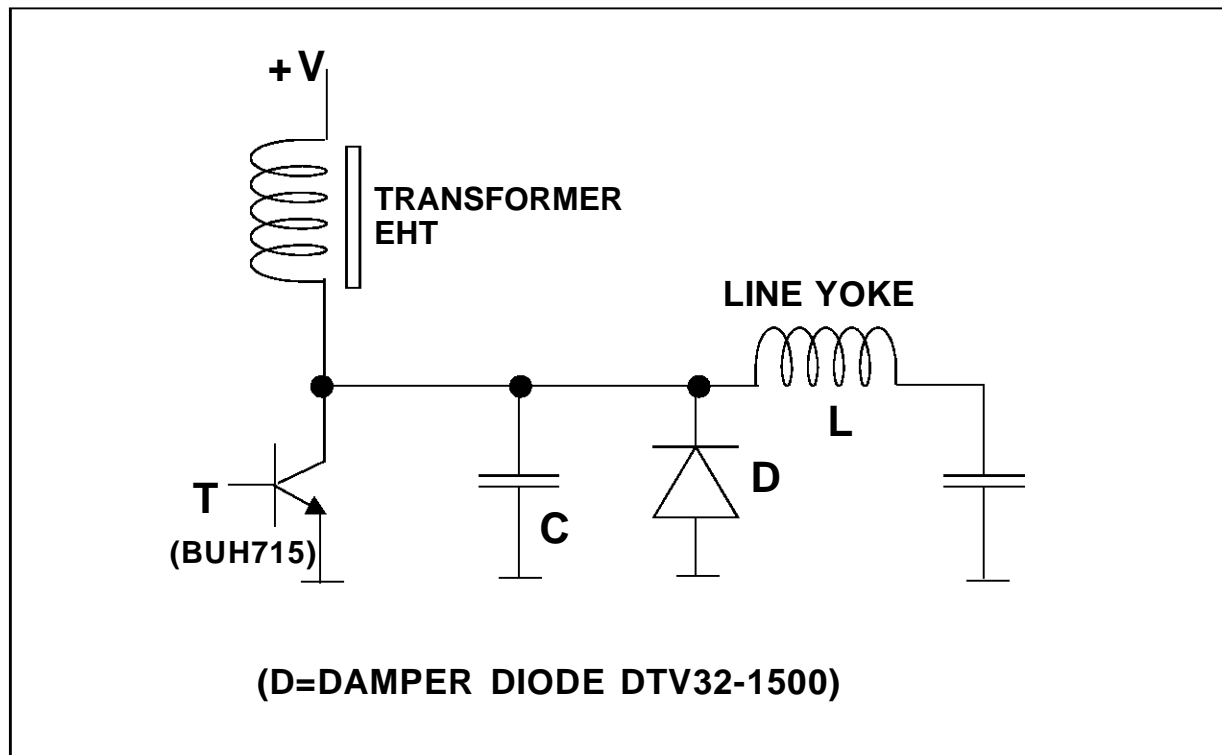 +V
TRANSFORMER
EHT
LINE YOKE
L
T
(BUH715)
C
D
(D=DAMPER DIODE DTV32-1500)